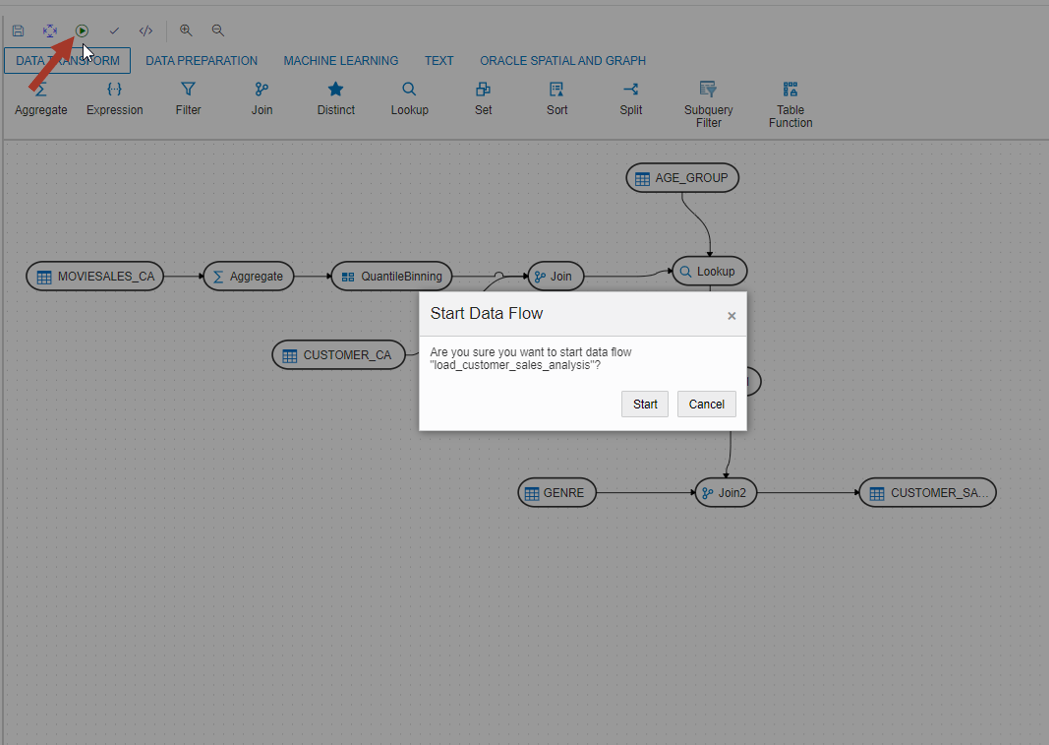 DATA TRANSFORM DATA PREPARATION MACHINE LEARNING TEXT ORACLE SPATIAL AND GRAPH
Aggregate Expression Filter Join Distinct Lookup Set Sort Split Subquery Filter Table Function
AGE_GROUP
MOVIESALES_CA Aggregate QuantileBinning Join Lookup
Start Data Flow
CUSTOMER_CA
Are you sure you want to start data flow
"load_customer_sales_analysis"?
Start Cancel
GENRE Join2 CUSTOMER_SA...